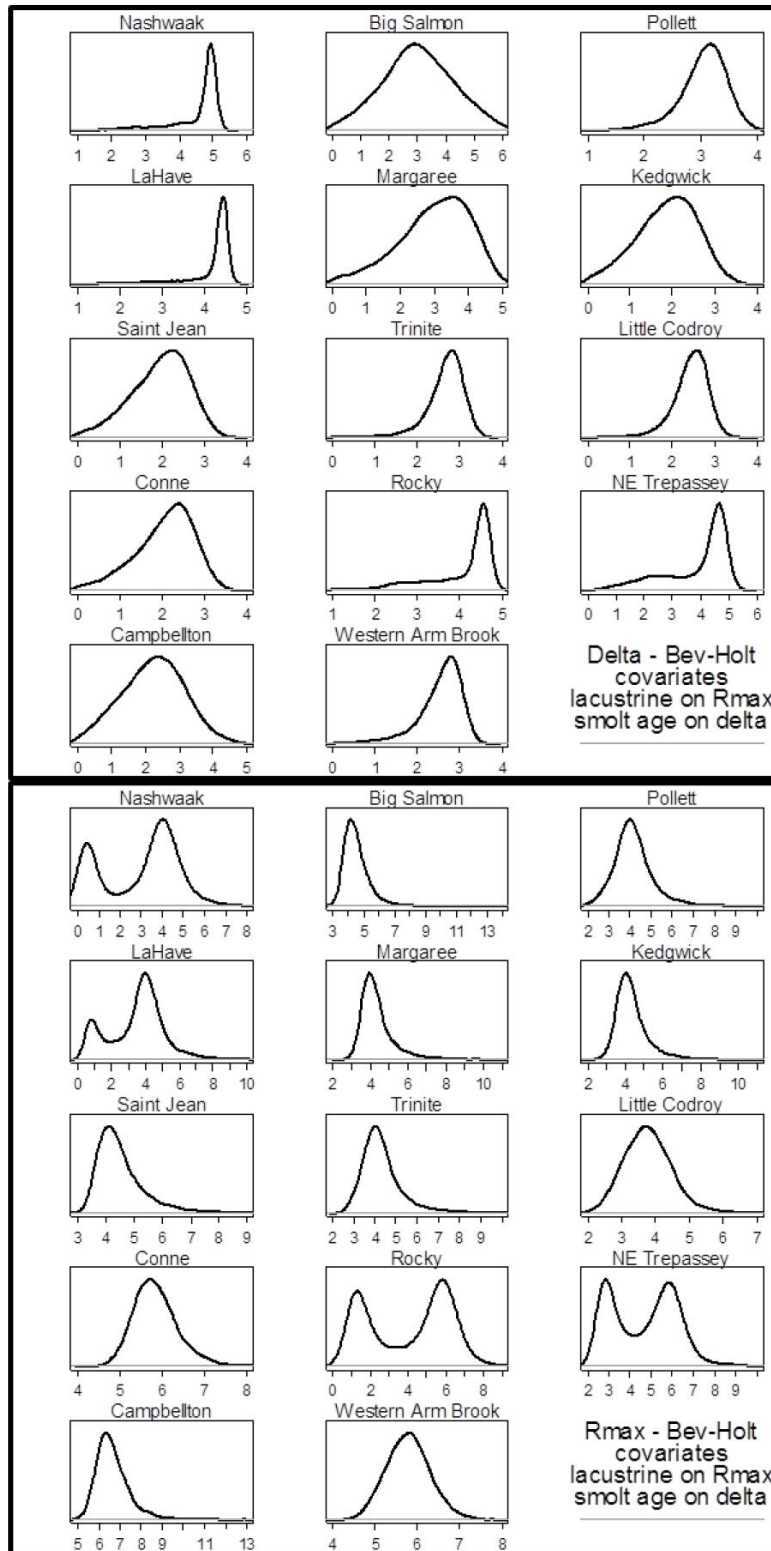 Nashwaak Big Salmon Pollett
1 2 3 4 5 6 0 1 2 3 4 5 6 1 2 3 4
LaHave Margaree Kedgwick
1 2 3 4 5 0 1 2 3 4 5 0 1 2 3 4
Saint Jean Trinite Little Codroy
0 1 2 3 4 0 1 2 3 4 0 1 2 3 4
Conne Rocky NE Trepassey
0 1 2 3 4 1 2 3 4 5 0 1 2 3 4 5 6
Campbellton Western Arm Brook
0 1 2 3 4 5 0 1 2 3 4
Delta - Bev-Holt
covariates
lacustrine on Rmax
smolt age on delta
Nashwaak Big Salmon Pollett
0 1 2 3 4 5 6 7 8 3 5 7 9 11 13 2 3 4 5 6 7 8 9
LaHave Margaree Kedgwick
0 2 4 5 6 7 8 10 2 4 6 8 10 2 4 6 8 10
Saint Jean Trinite Little Codroy
3 4 5 6 7 8 9 2 3 4 5 6 7 8 9 2 3 4 5 6 7
Conne Rocky NE Trepassey
4 5 6 7 8 0 1 2 4 6 8 2 3 4 5 6 7 8 9
Campbellton Western Arm Brook
5 6 7 8 9 11 13 4 5 6 7 8
Rmax - Bev-Holt
covariates
lacustrine on Rmax
smolt age on delta